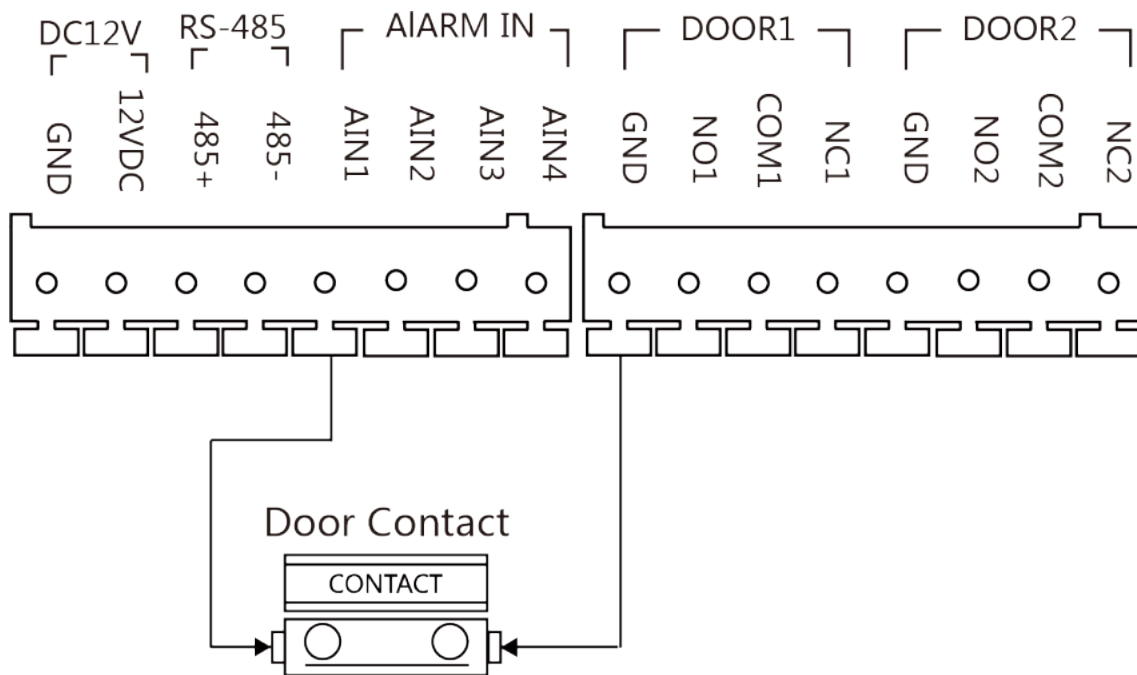 DC12V RS-485 AlARM IN DOOR1 DOOR2
GND 12VDC 485+ 485- AIN1 AIN2 AIN3 AIN4 GND NO1 COM1 NC1 GND NO2 COM2 NC2
Door Contact
CONTACT